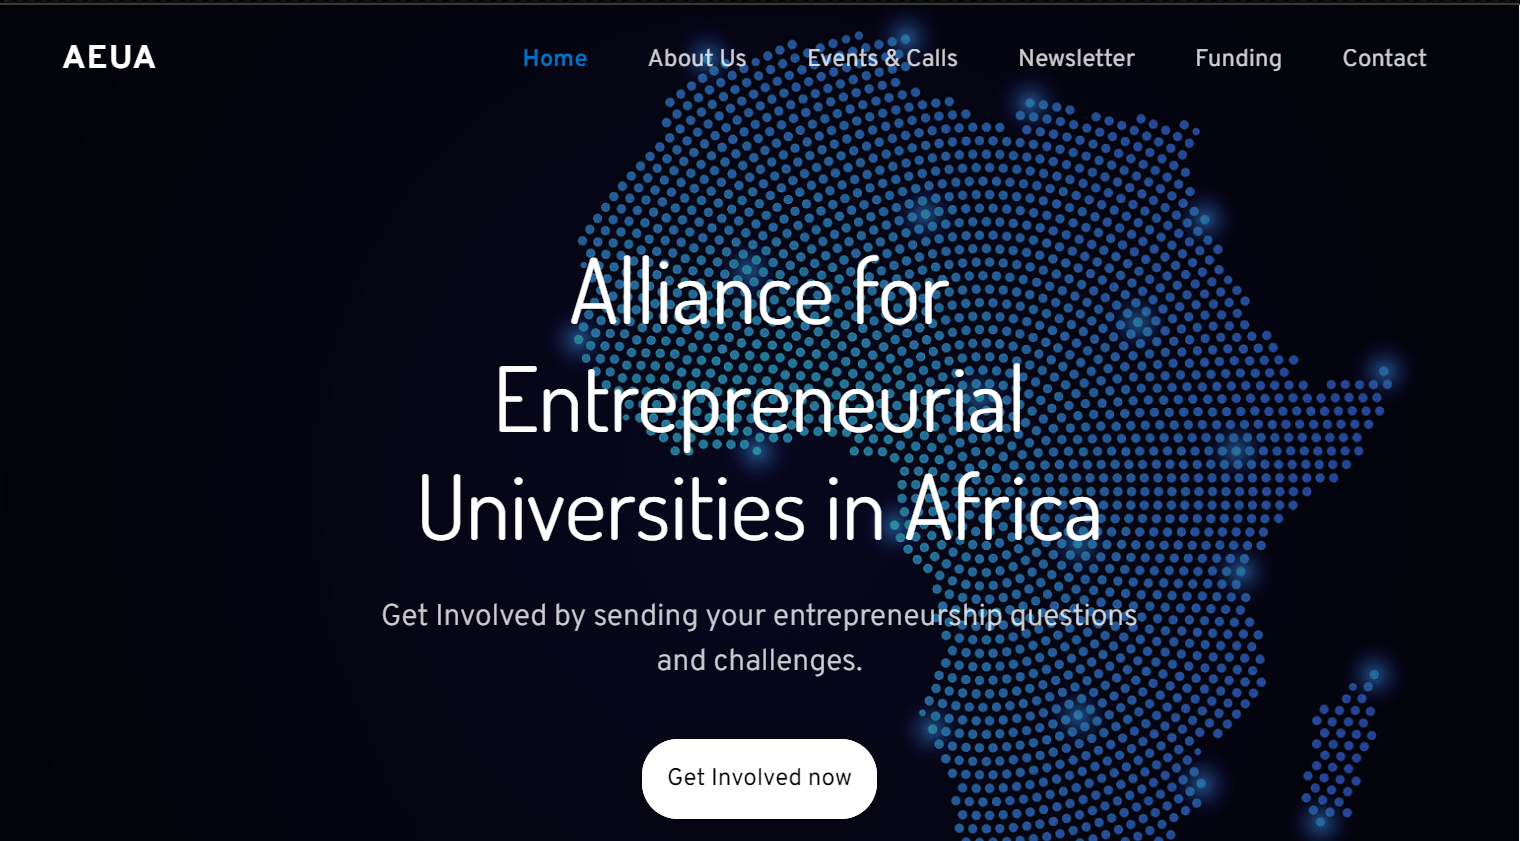 AEUA
Home About Us Events & Calls Newsletter Funding Contact
Alliance for
Entrepreneurial
Universities in Africa
Get Involved by sending your entrepreneurship questions
and challenges.
Get Involved now